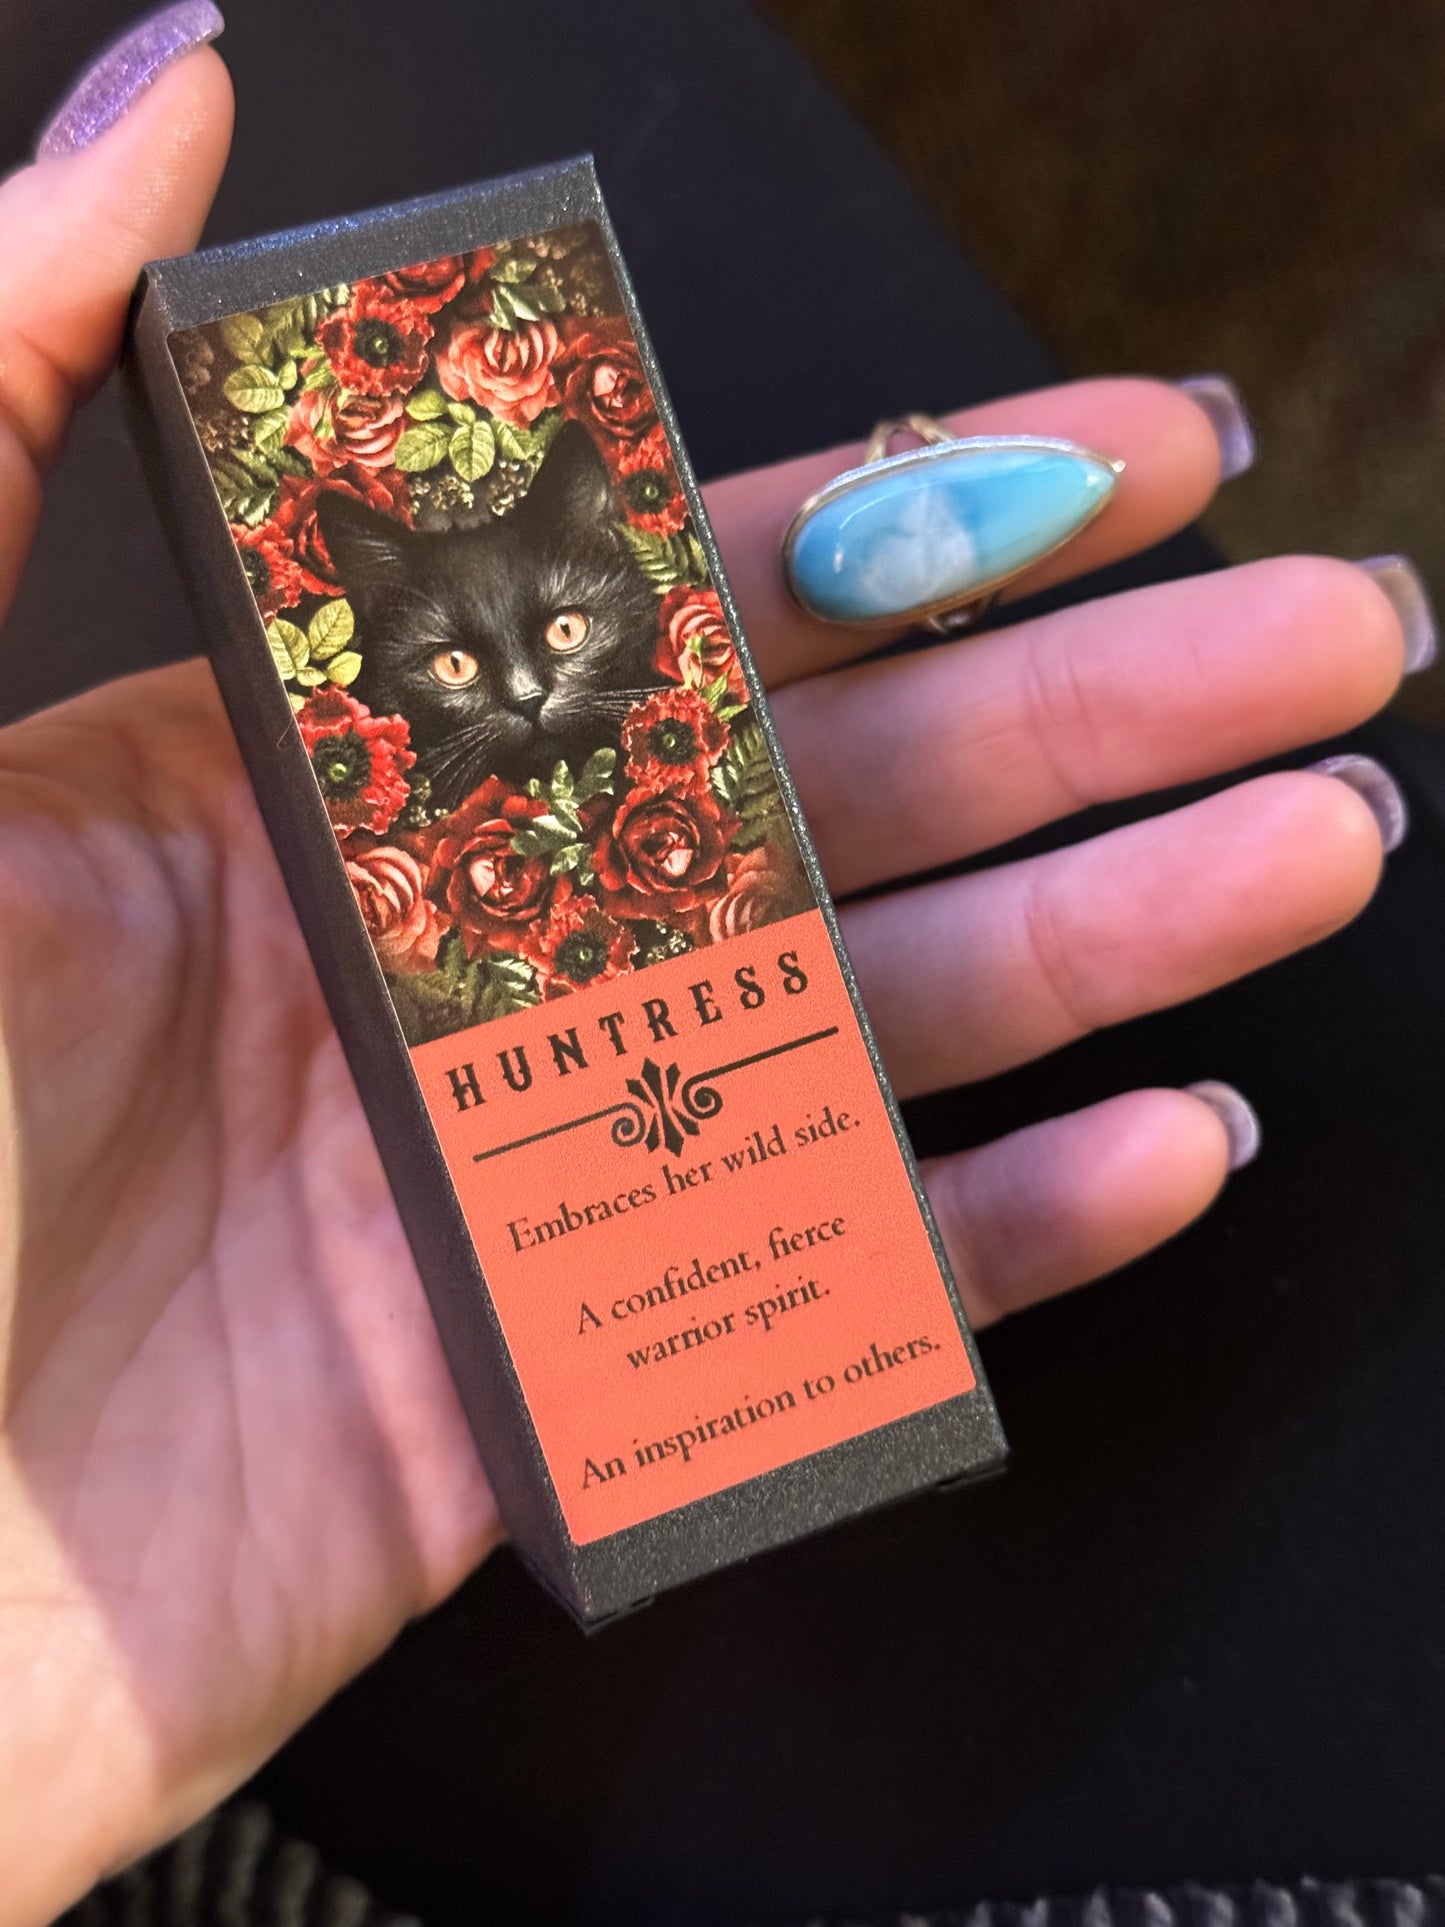 HUNTRESS
Embraces her wild side.
A confident, fierce
warrior spirit.
An inspiration to others.